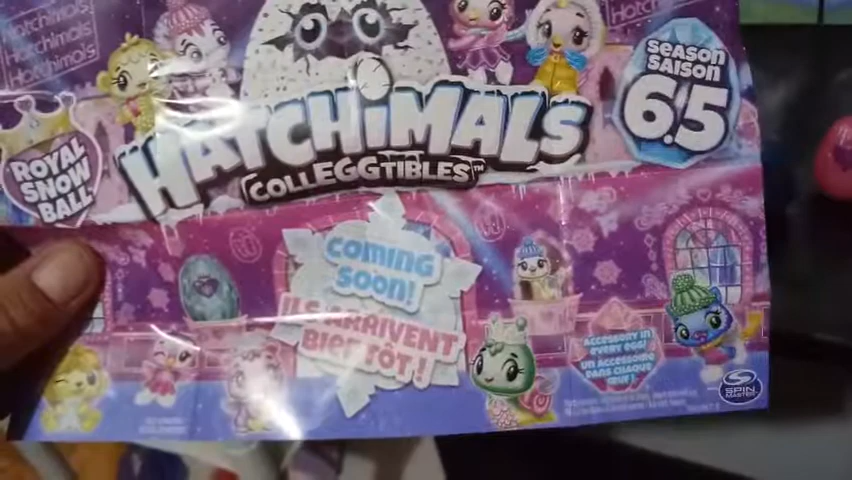 Hatchimals
Hatchimals
Hatchimals
ROYAL
SNOW
BALL
HATCHiMALS
COLLEGGTiBLES™
SEASON
SAISON
6.5
COMING
SOON!
ILS ARRIVENT
BIENTÔT!
ACCESSORY IN
EVERY EGG!
UN ACCESSOIRE
DANS CHAQUE
ŒUF!
SPIN
MASTER